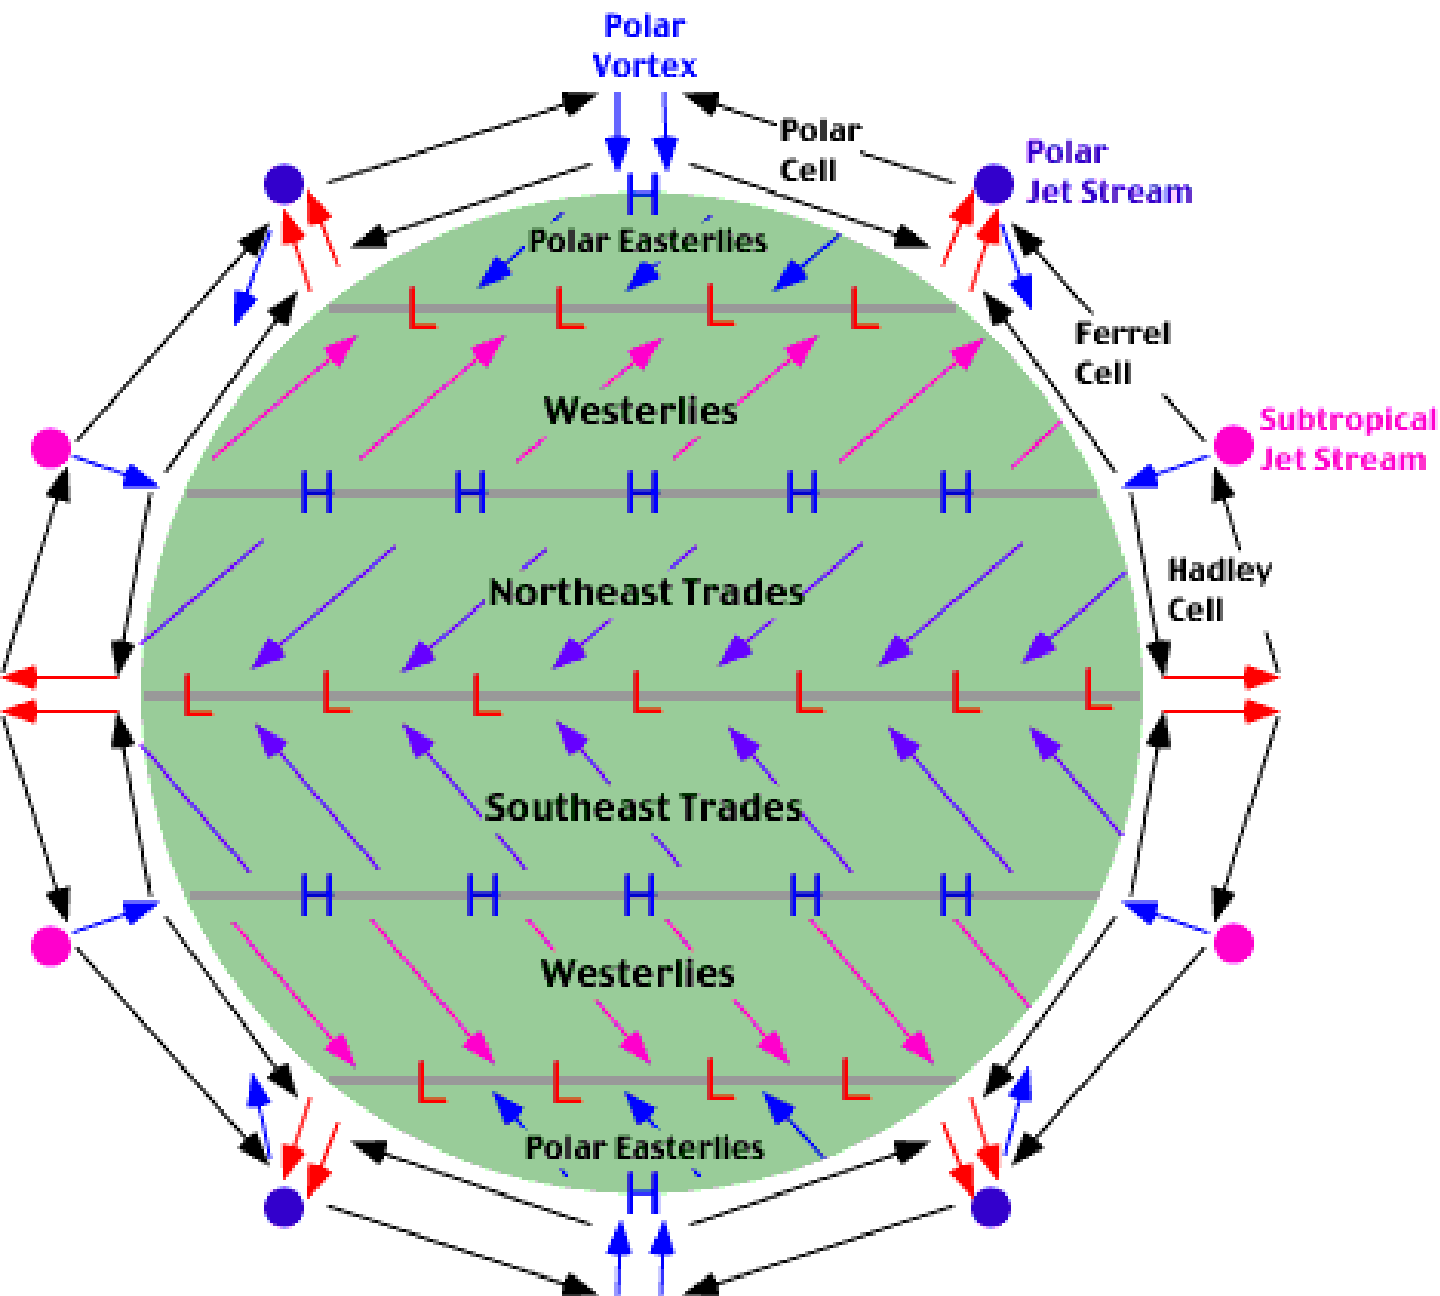 Polar
Vortex
Polar
Cell
Polar
Jet Stream
H
Polar Easterlies
L L L L
Ferrel
Cell
Westerlies
Subtropical
Jet Stream
H H H H H
Northeast Trades
Hadley
Cell
L L L L L L L
Southeast Trades
H H H H H
Westerlies
L L L L
Polar Easterlies
H